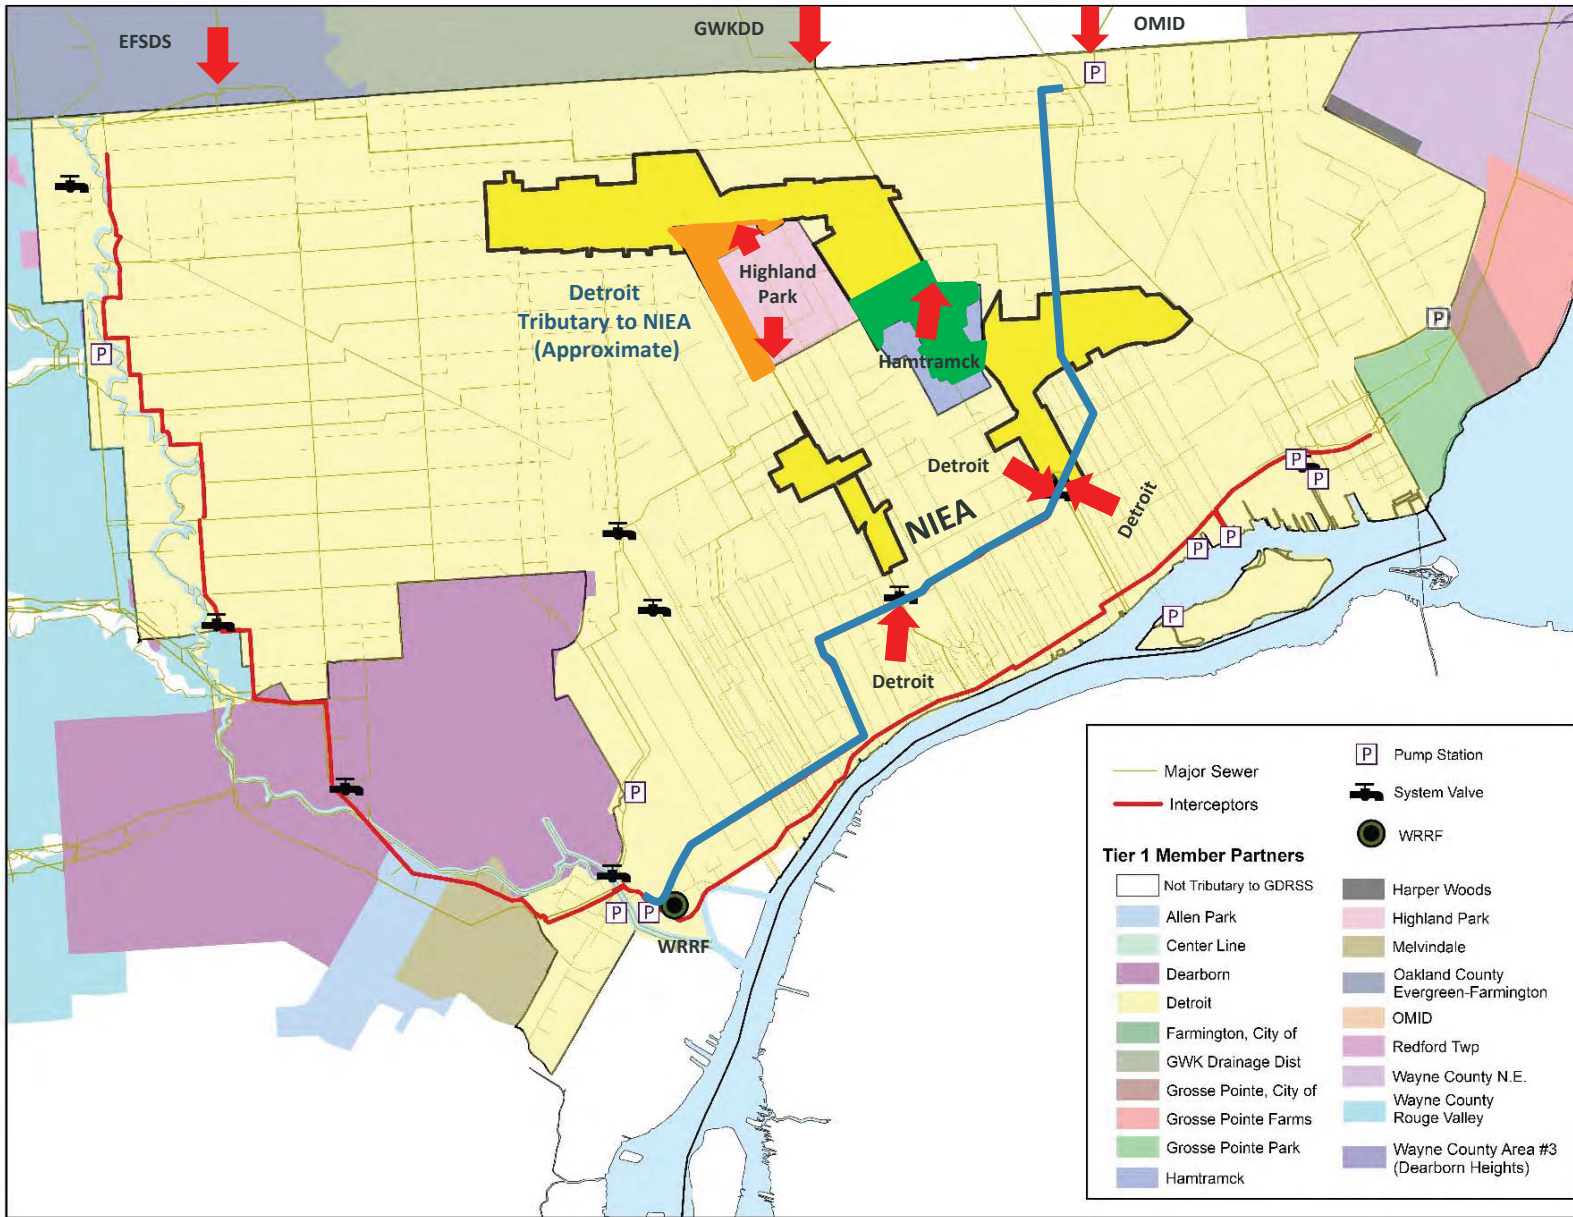 EFSDS
GWKDD
OMID
P
Highland
Park
Detroit
Tributary to NIEA
(Approximate)
P
P
Hamtramck
Detroit
P
P
Detroit
NIEA
P
P
P
Detroit
P
P
P
WRRF
Major Sewer
Interceptors
P Pump Station
System Valve
WRRF
Tier 1 Member Partners
Not Tributary to GDRSS
Allen Park
Center Line
Dearborn
Detroit
Farmington, City of
GWK Drainage Dist
Grosse Pointe, City of
Grosse Pointe Farms
Grosse Pointe Park
Hamtramck
Harper Woods
Highland Park
Melvindale
Oakland County
Evergreen-Farmington
OMID
Redford Twp
Wayne County N.E.
Wayne County
Rouge Valley
Wayne County Area #3
(Dearborn Heights)